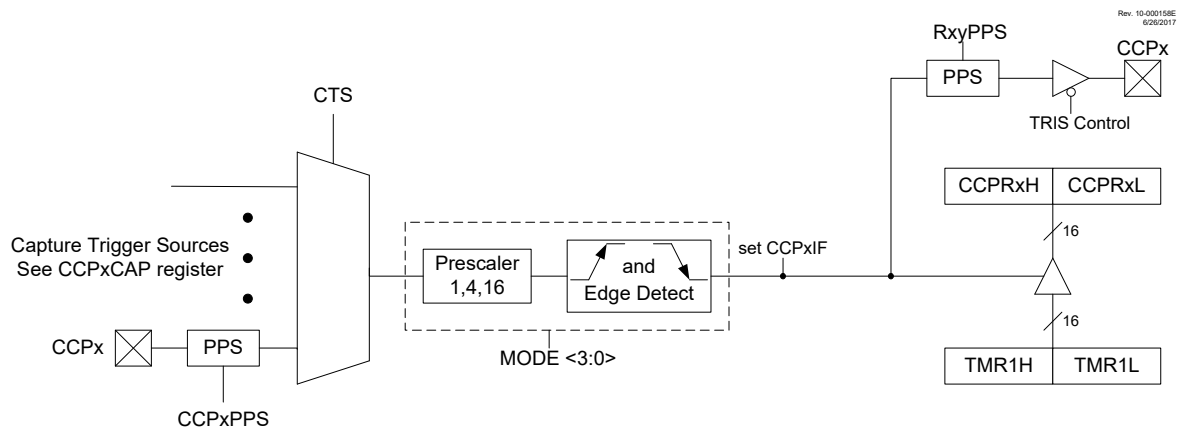 Rev. 10-000158E
6/26/2017
RxyPPS
CCPx
PPS
TRIS Control
CTS
CCPRxH
CCPRxL
16
Capture Trigger Sources
See CCPxCAP register
Prescaler
1,4,16
and
Edge Detect
set CCPxIF
16
CCPx
PPS
MODE <3:0>
TMR1H
TMR1L
CCPxPPS